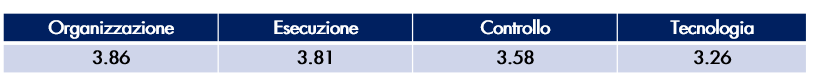 Organizzazione Esecuzione Controllo Tecnologia
3.86 3.81 3.58 3.26